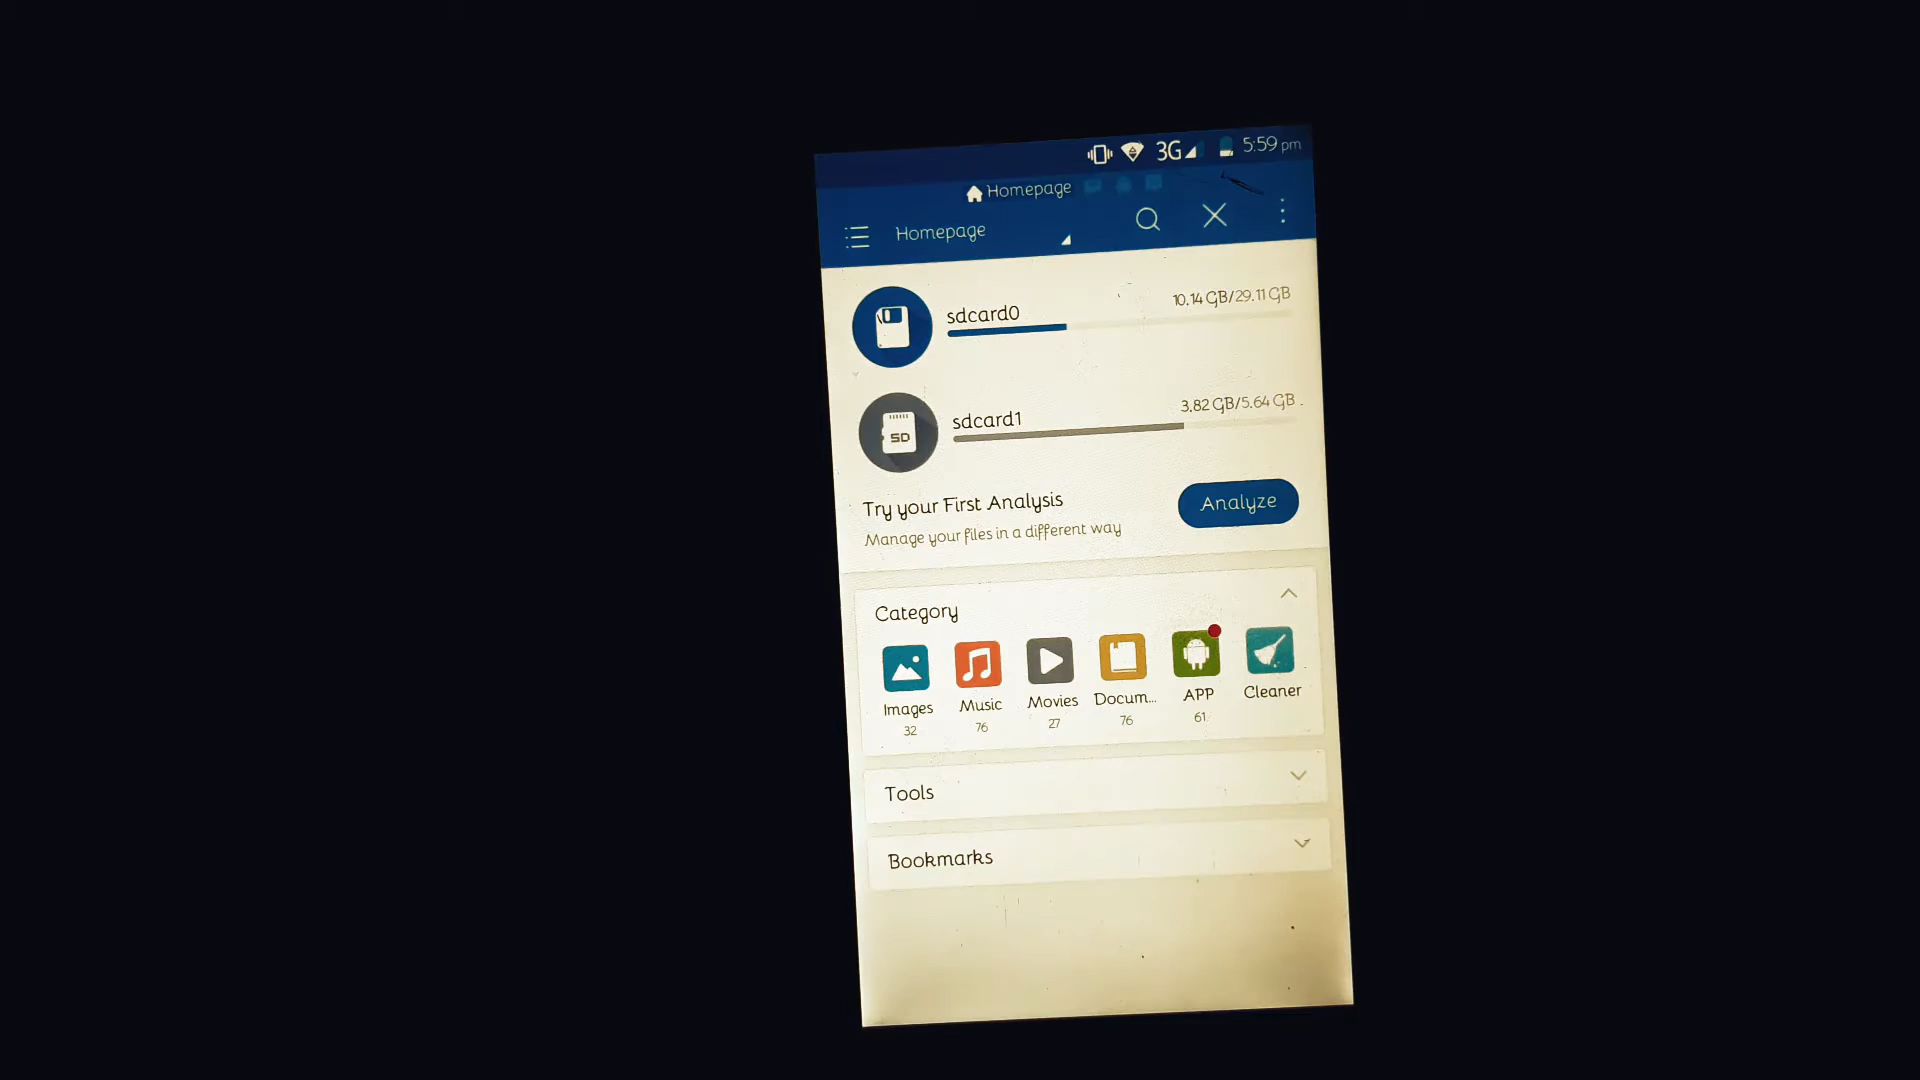 3G 5:59 pm
Homepage
Homepage
sdcard0
10.14 GB/29.11 GB
sdcard1
3.82 GB/5.64 GB
SD
Try your First Analysis
Manage your files in a different way
Analyze
Category
Images Music Movies Docum... APP Cleaner
32 76 27 76 61
Tools
Bookmarks